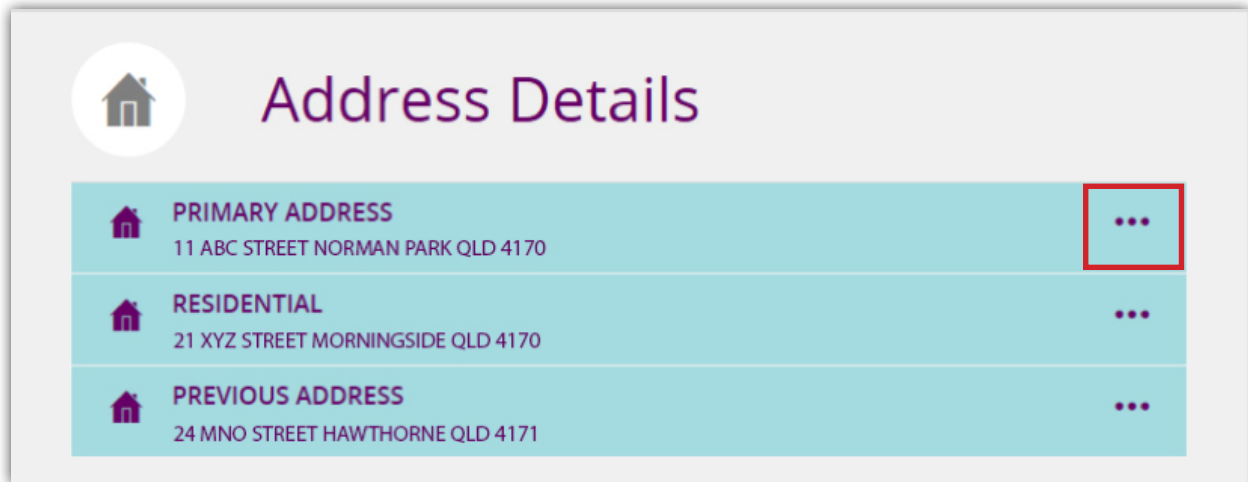 Address Details
PRIMARY ADDRESS
11 ABC STREET NORMAN PARK QLD 4170
RESIDENTIAL
21 XYZ STREET MORNINGSIDE QLD 4170
PREVIOUS ADDRESS
24 MNO STREET HAWTHORNE QLD 4171